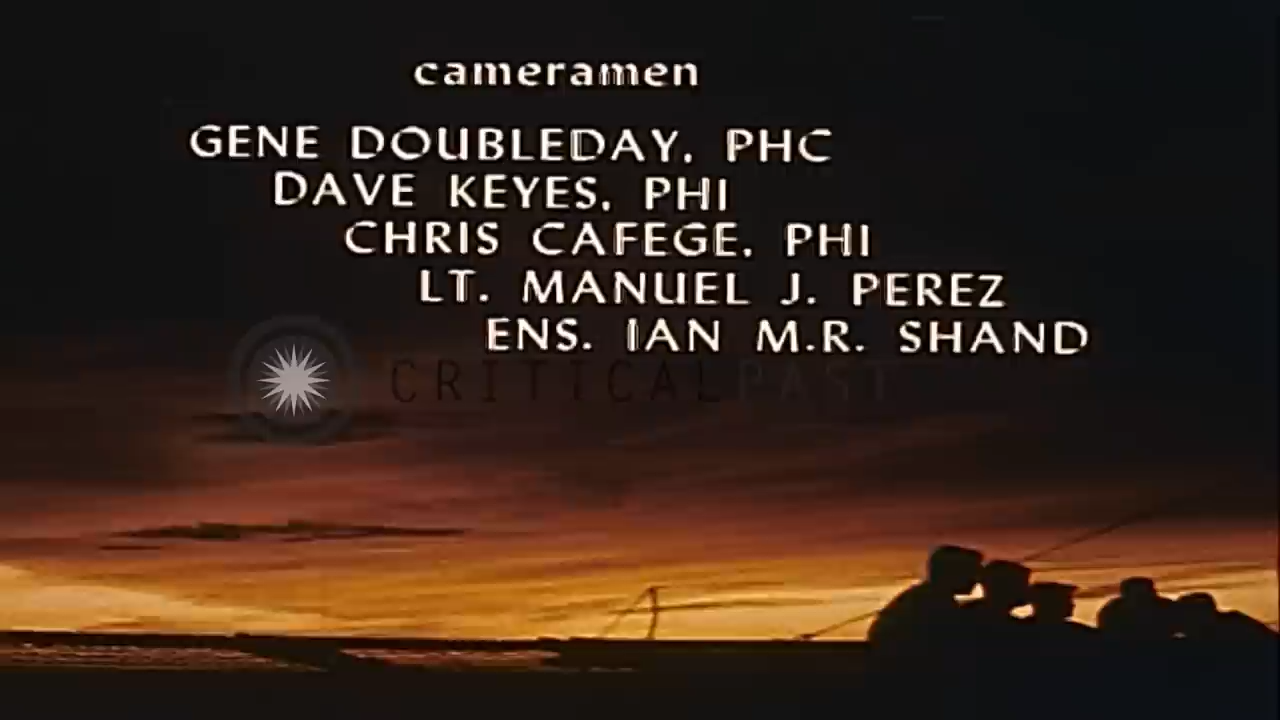 cameramen
GENE DOUBLEDAY, PHC
DAVE KEYES, PHI
CHRIS CAFEGE, PHI
LT. MANUEL J. PEREZ
ENS. IAN M.R. SHAND
CRITICALPAST